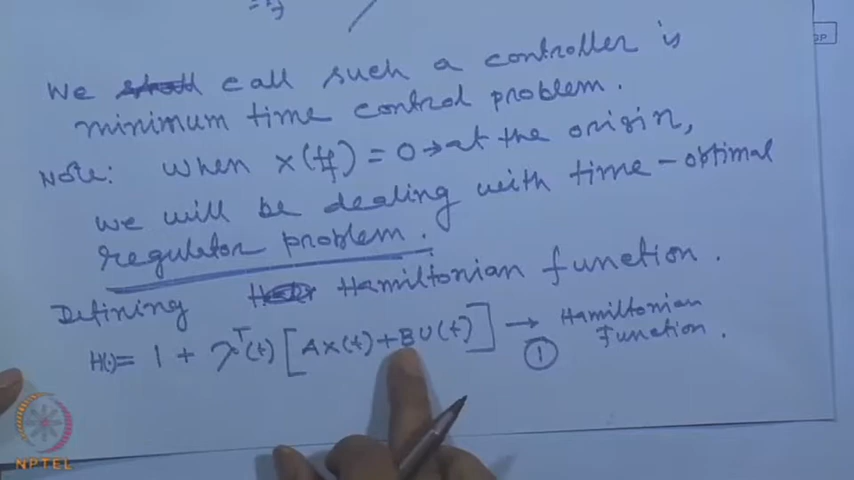 We call such a controller is
minimum time control problem.
Note: when x(tf) = 0 → at the origin,
we will be dealing with time-optimal
regulator problem.
Defining Hamiltonian function.
H(·) = 1 + λᵀ(t) [Ax(t) + BU(t)] → Hamiltonian
① Function.
NPTEL